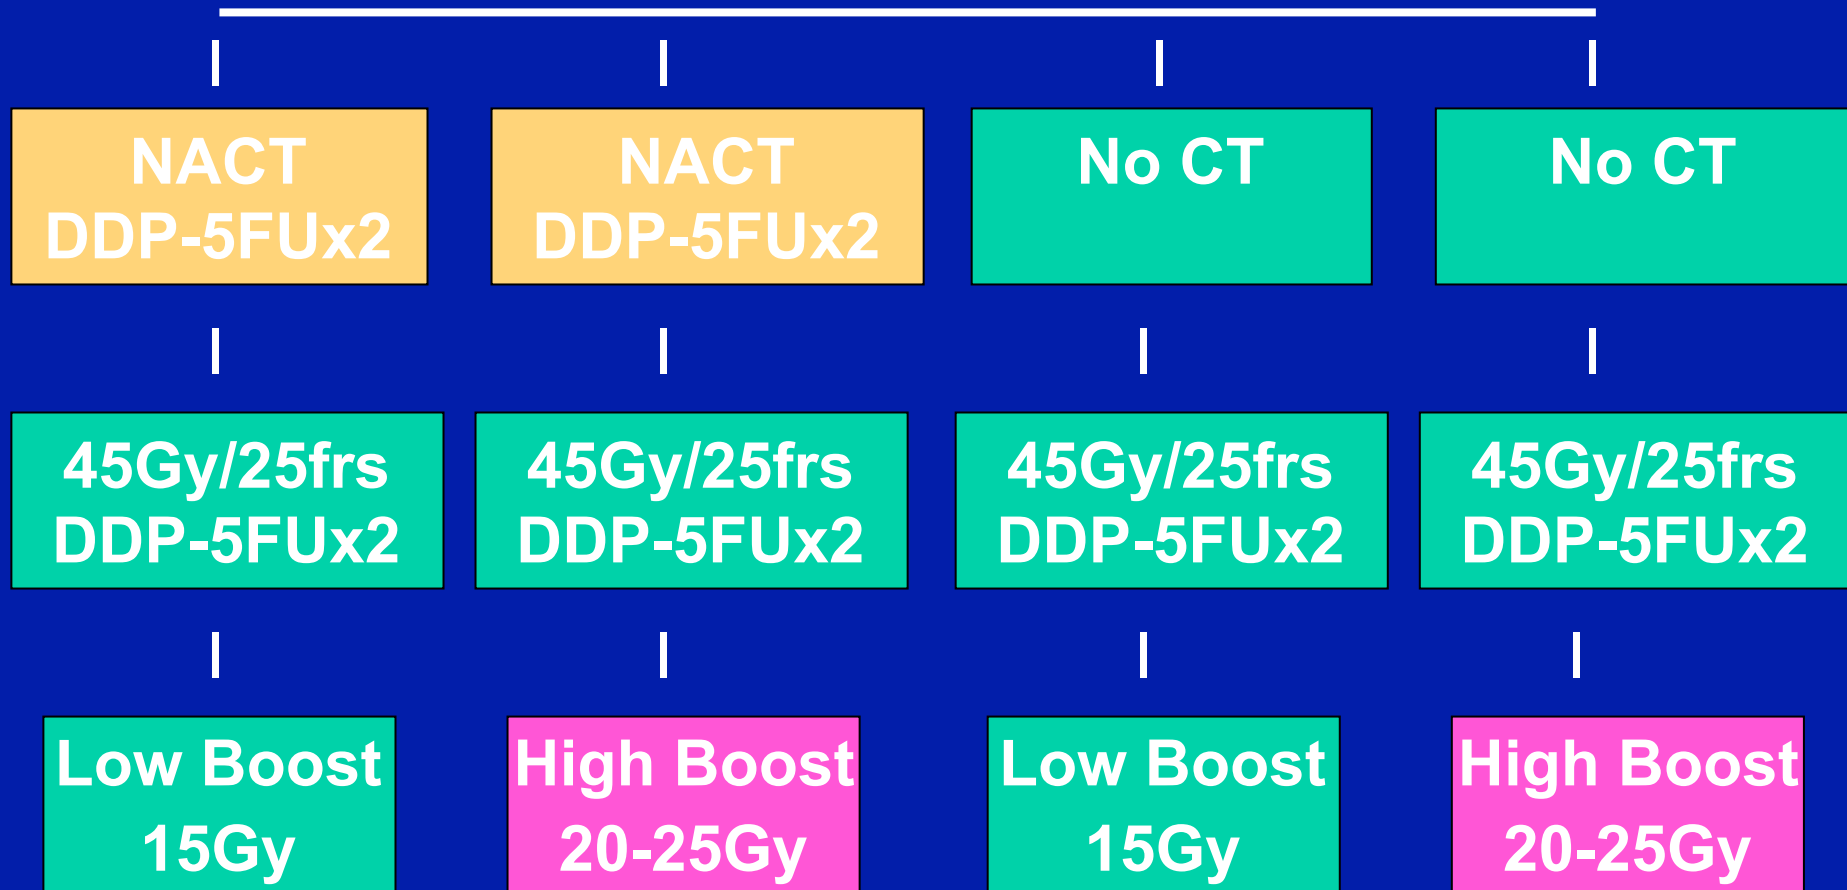 NACT
DDP-5FUx2
NACT
DDP-5FUx2
No CT
No CT
45Gy/25frs
DDP-5FUx2
45Gy/25frs
DDP-5FUx2
45Gy/25frs
DDP-5FUx2
45Gy/25frs
DDP-5FUx2
Low Boost
15Gy
High Boost
20-25Gy
Low Boost
15Gy
High Boost
20-25Gy